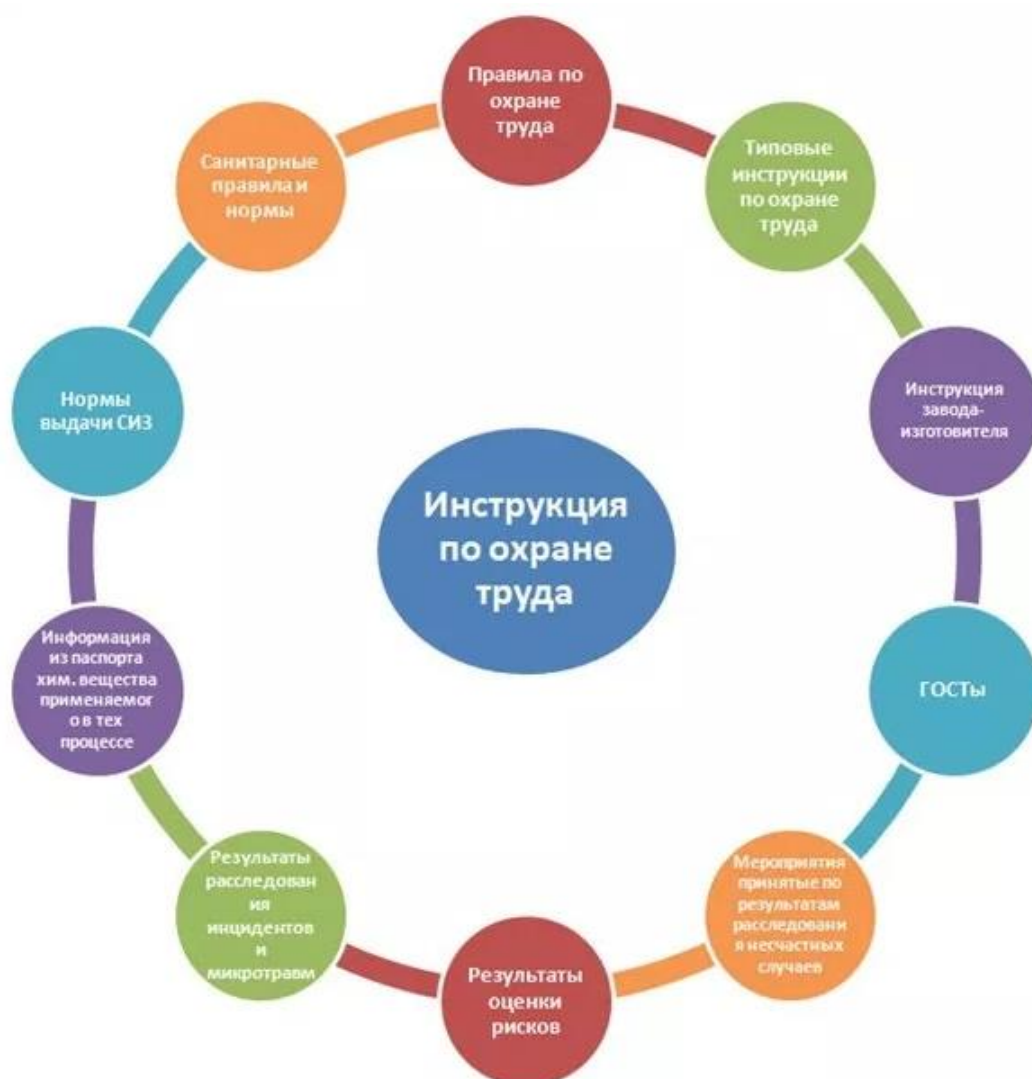 Правила по
охране
труда
Типовые
инструкции
по охране
труда
Инструкция
завода-
изготовителя
ГОСТы
Мероприятия
принятые по
результатам
расследовани
я несчастных
случаев
Результаты
оценки
рисков
Результаты
расследован
ия
инцидентов
и
микротравм
Информация
из паспорта
хим. вещества
применяемог
о в тех
процессе
Нормы
выдачи СИЗ
Санитарные
правила и
нормы
Инструкция
по охране
труда